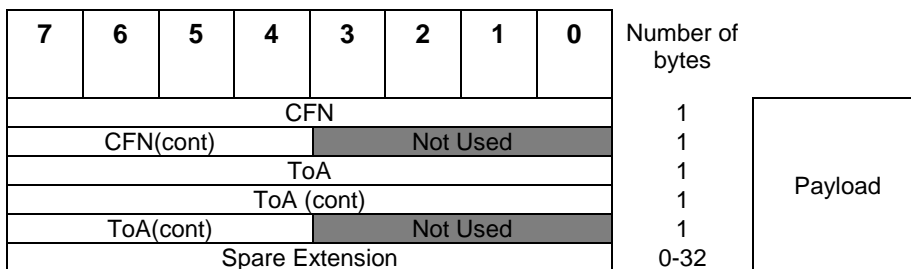 7 6 5 4 3 2 1 0 Number of
bytes
CFN 1
CFN(cont) Not Used 1
ToA 1
ToA (cont) 1
Payload
ToA(cont) Not Used 1
Spare Extension 0-32